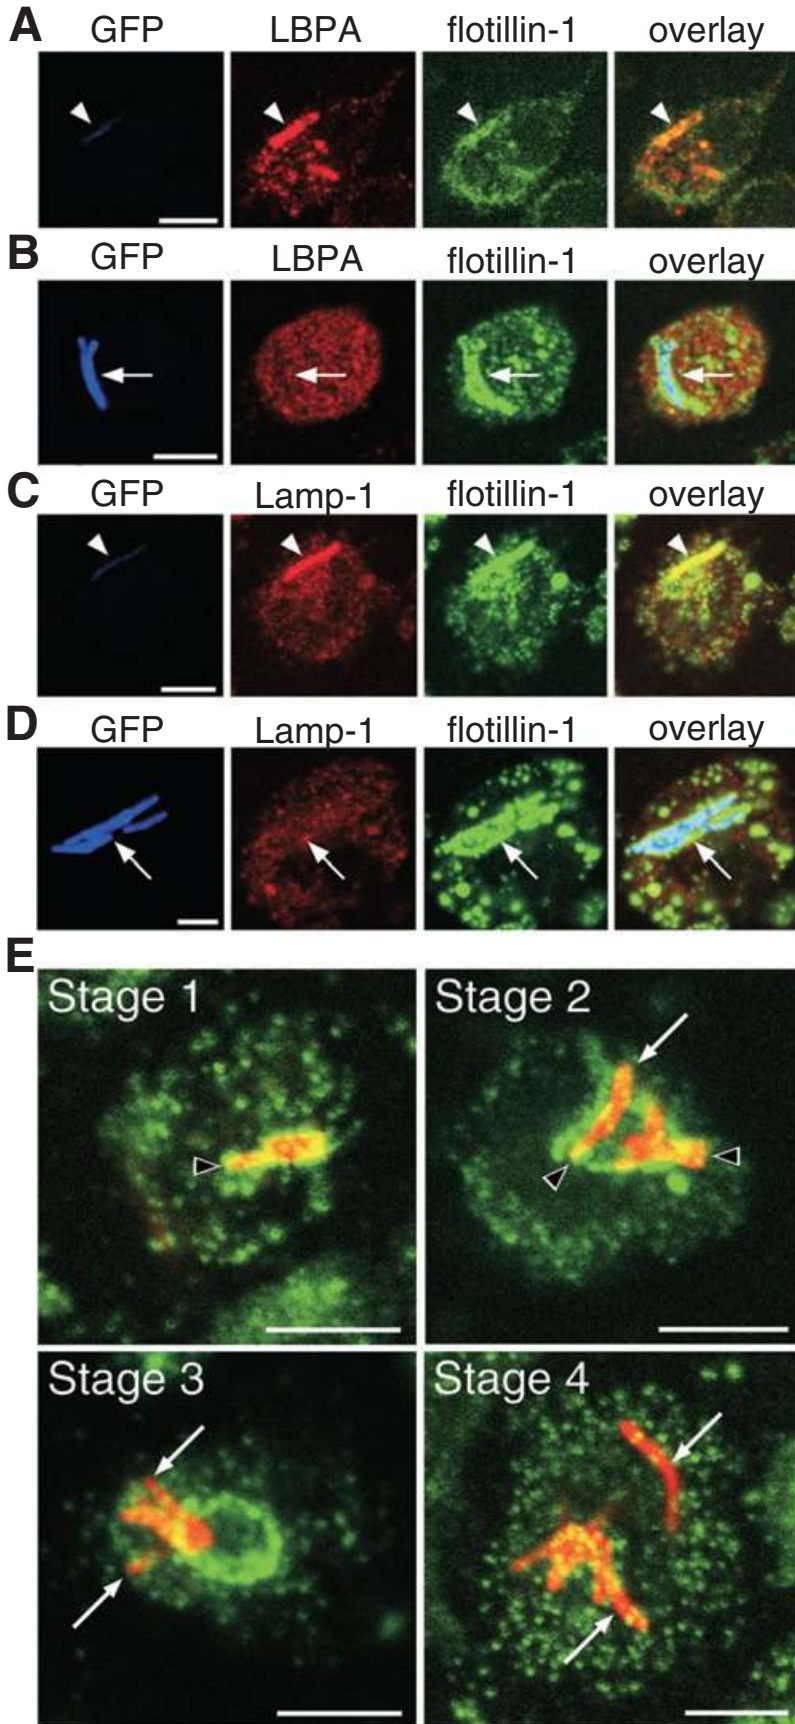 A
GFP LBPA flotillin-1 overlay
B
GFP LBPA flotillin-1 overlay
C
GFP Lamp-1 flotillin-1 overlay
D
GFP Lamp-1 flotillin-1 overlay
E
Stage 1 Stage 2
Stage 3 Stage 4